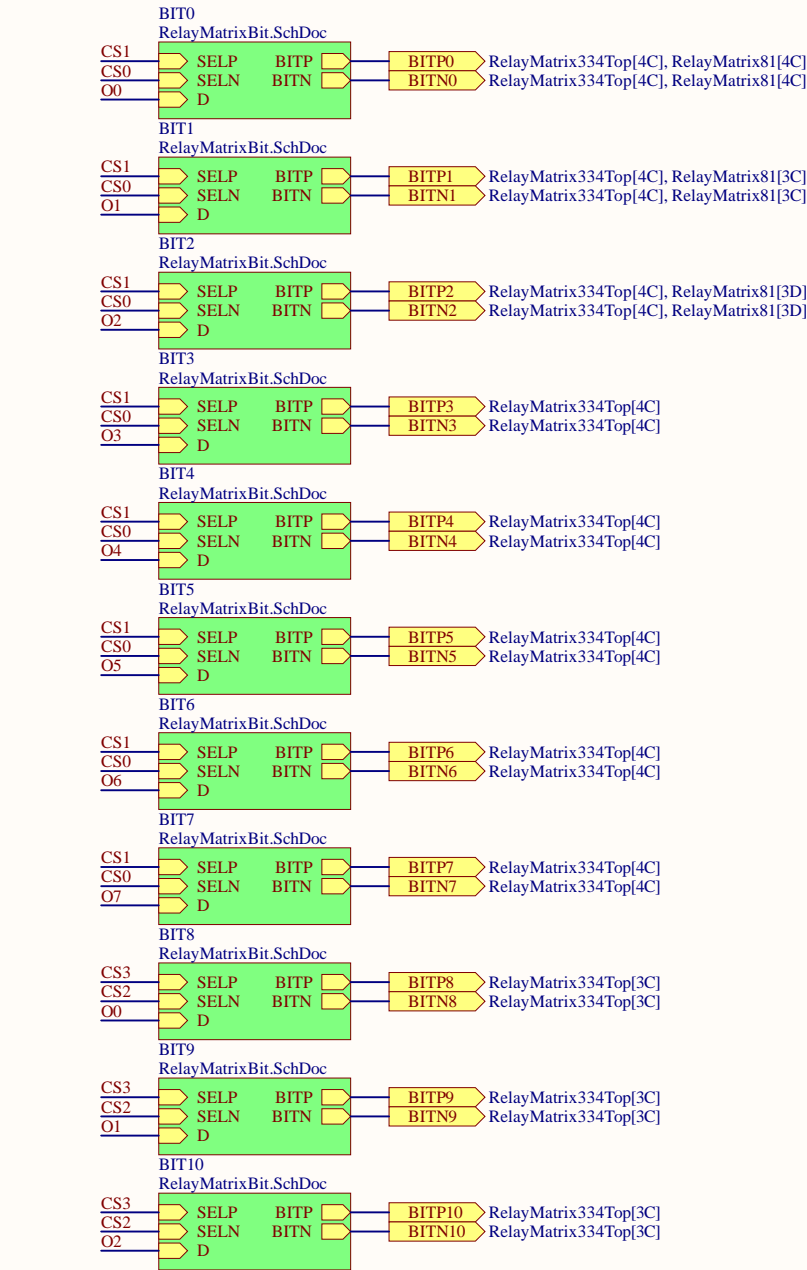 BIT0
RelayMatrixBit.SchDoc
CS1 SELP BITP BITP0 RelayMatrix334Top[4C], RelayMatrix81[4C]
CS0 SELN BITN BITN0 RelayMatrix334Top[4C], RelayMatrix81[4C]
O0 D
BIT1
RelayMatrixBit.SchDoc
CS1 SELP BITP BITP1 RelayMatrix334Top[4C], RelayMatrix81[3C]
CS0 SELN BITN BITN1 RelayMatrix334Top[4C], RelayMatrix81[3C]
O1 D
BIT2
RelayMatrixBit.SchDoc
CS1 SELP BITP BITP2 RelayMatrix334Top[4C], RelayMatrix81[3D]
CS0 SELN BITN BITN2 RelayMatrix334Top[4C], RelayMatrix81[3D]
O2 D
BIT3
RelayMatrixBit.SchDoc
CS1 SELP BITP BITP3 RelayMatrix334Top[4C]
CS0 SELN BITN BITN3 RelayMatrix334Top[4C]
O3 D
BIT4
RelayMatrixBit.SchDoc
CS1 SELP BITP BITP4 RelayMatrix334Top[4C]
CS0 SELN BITN BITN4 RelayMatrix334Top[4C]
O4 D
BIT5
RelayMatrixBit.SchDoc
CS1 SELP BITP BITP5 RelayMatrix334Top[4C]
CS0 SELN BITN BITN5 RelayMatrix334Top[4C]
O5 D
BIT6
RelayMatrixBit.SchDoc
CS1 SELP BITP BITP6 RelayMatrix334Top[4C]
CS0 SELN BITN BITN6 RelayMatrix334Top[4C]
O6 D
BIT7
RelayMatrixBit.SchDoc
CS1 SELP BITP BITP7 RelayMatrix334Top[4C]
CS0 SELN BITN BITN7 RelayMatrix334Top[4C]
O7 D
BIT8
RelayMatrixBit.SchDoc
CS3 SELP BITP BITP8 RelayMatrix334Top[3C]
CS2 SELN BITN BITN8 RelayMatrix334Top[3C]
O0 D
BIT9
RelayMatrixBit.SchDoc
CS3 SELP BITP BITP9 RelayMatrix334Top[3C]
CS2 SELN BITN BITN9 RelayMatrix334Top[3C]
O1 D
BIT10
RelayMatrixBit.SchDoc
CS3 SELP BITP BITP10 RelayMatrix334Top[3C]
CS2 SELN BITN BITN10 RelayMatrix334Top[3C]
O2 D